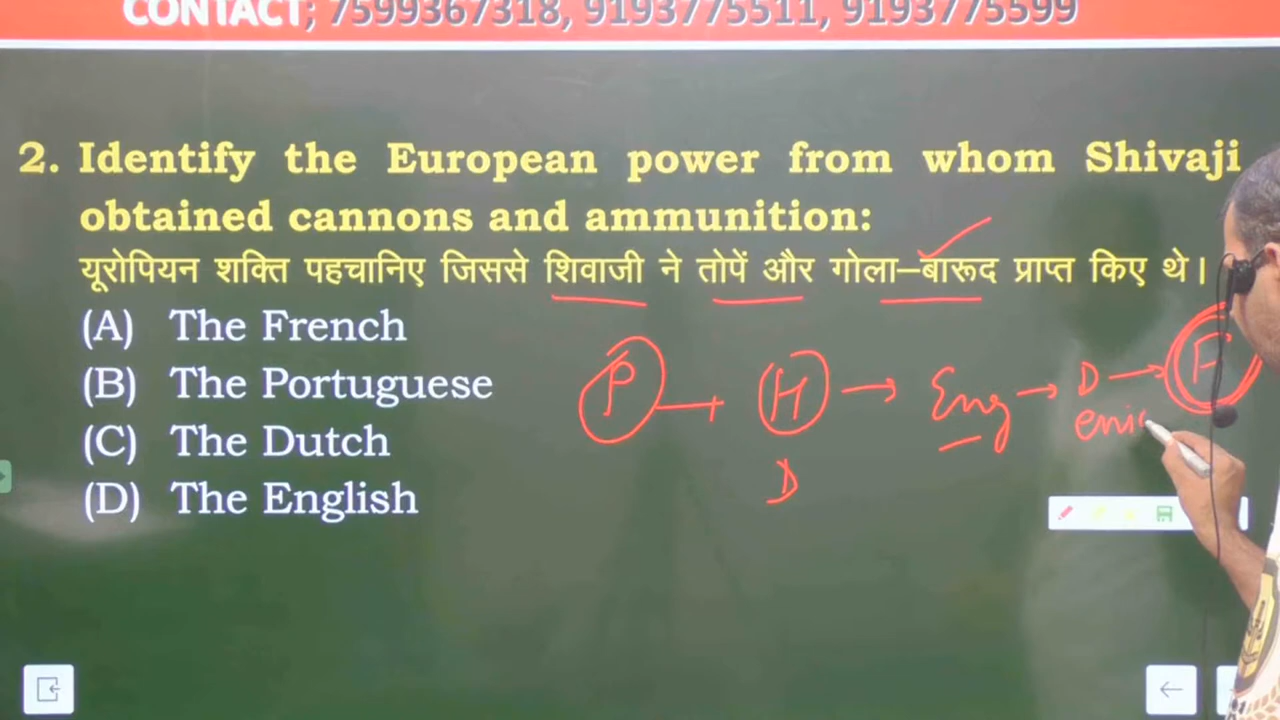 CONTACT; 7599367318, 9193775511, 9193775599
2. Identify the European power from whom Shivaji
obtained cannons and ammunition:
यूरोपियन शक्ति पहचानिए जिससे शिवाजी ने तोपें और गोला–बारूद प्राप्त किए थे।
(A) The French
(B) The Portuguese
(C) The Dutch
(D) The English
P → H → Eng → D → F
D